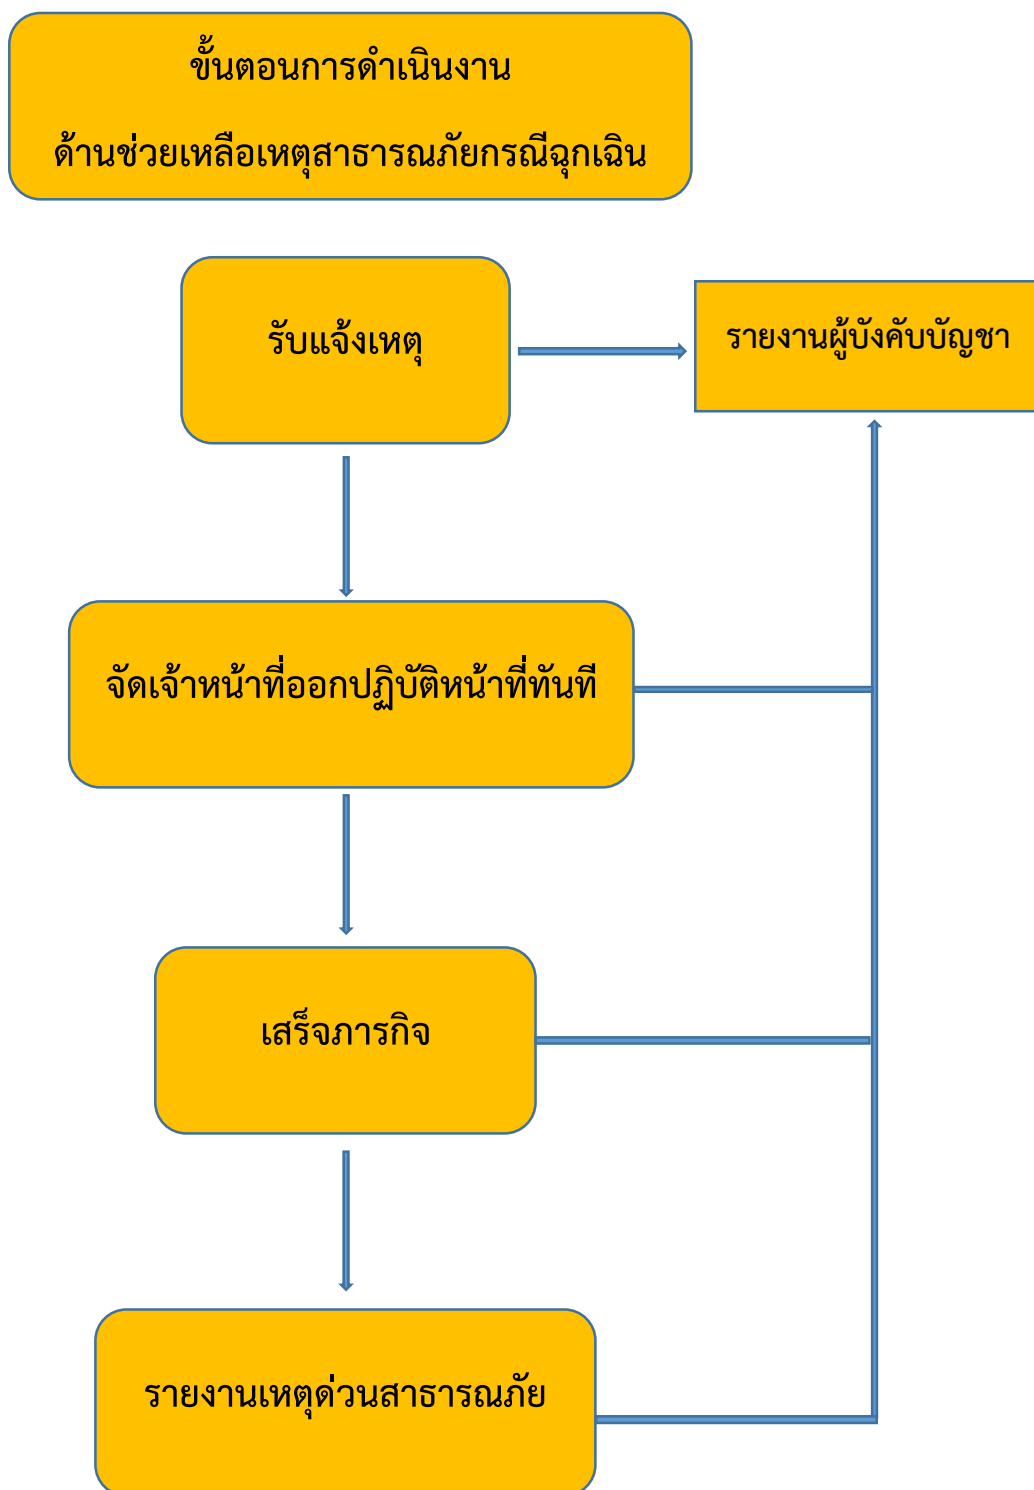 ขั้นตอนการดำเนินงาน
ด้านช่วยเหลือเหตุสาธารณภัยกรณีฉุกเฉิน
รับแจ้งเหตุ
รายงานผู้บังคับบัญชา
จัดเจ้าหน้าที่ออกปฏิบัติหน้าที่ทันที
เสร็จภารกิจ
รายงานเหตุด่วนสาธารณภัย